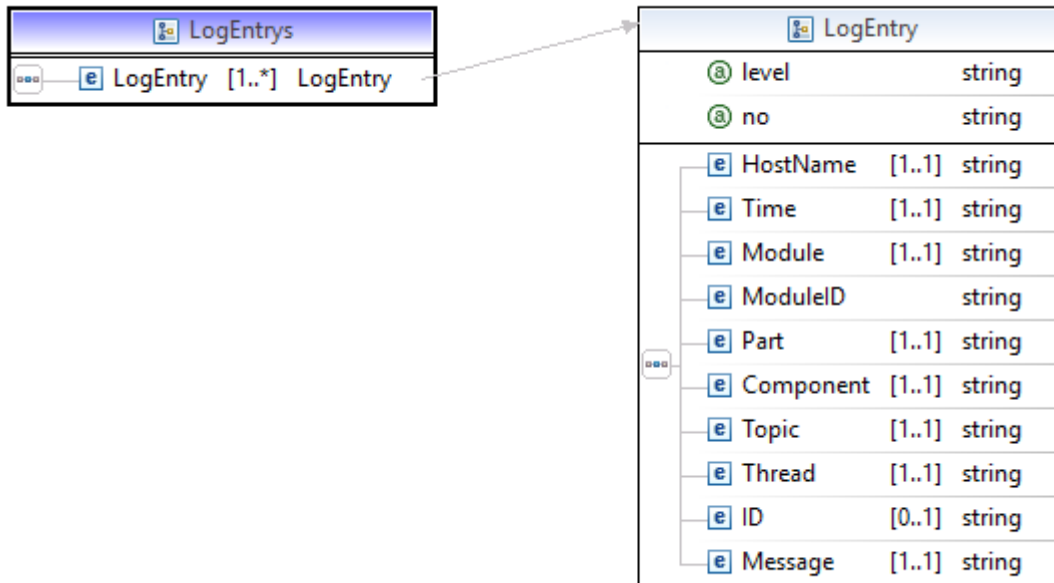 LogEntrys
e LogEntry [1..*] LogEntry
LogEntry
a level string
a no string
e HostName [1..1] string
e Time [1..1] string
e Module [1..1] string
e ModuleID string
e Part [1..1] string
e Component [1..1] string
e Topic [1..1] string
e Thread [1..1] string
e ID [0..1] string
e Message [1..1] string